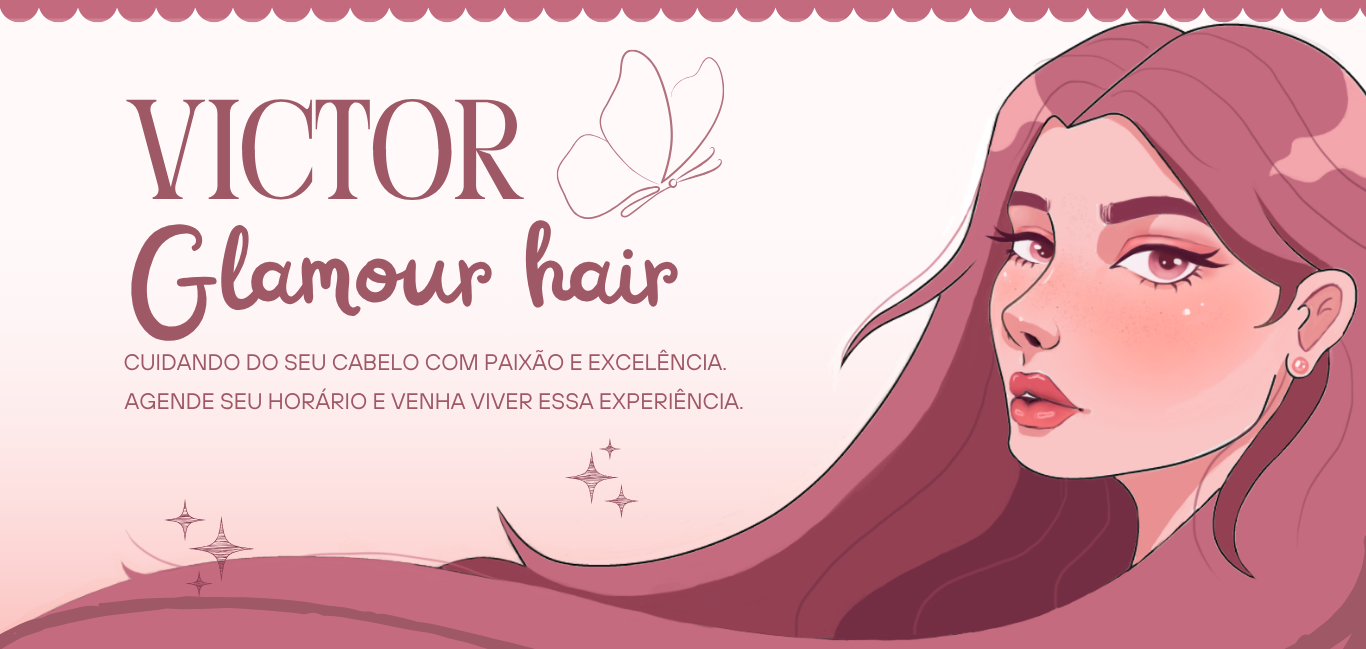 VICTOR
Glamour hair
CUIDANDO DO SEU CABELO COM PAIXÃO E EXCELÊNCIA.
AGENDE SEU HORÁRIO E VENHA VIVER ESSA EXPERIÊNCIA.